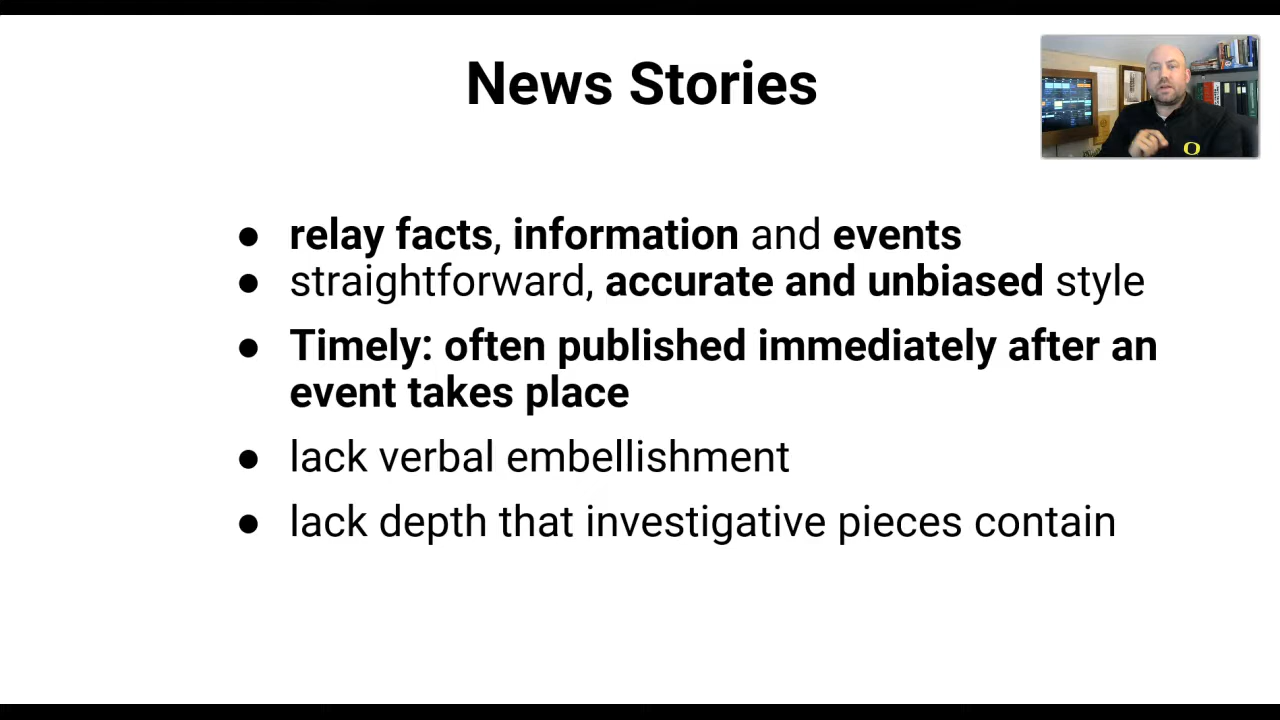 News Stories
● relay facts, information and events
● straightforward, accurate and unbiased style
● Timely: often published immediately after an
event takes place
● lack verbal embellishment
● lack depth that investigative pieces contain
O